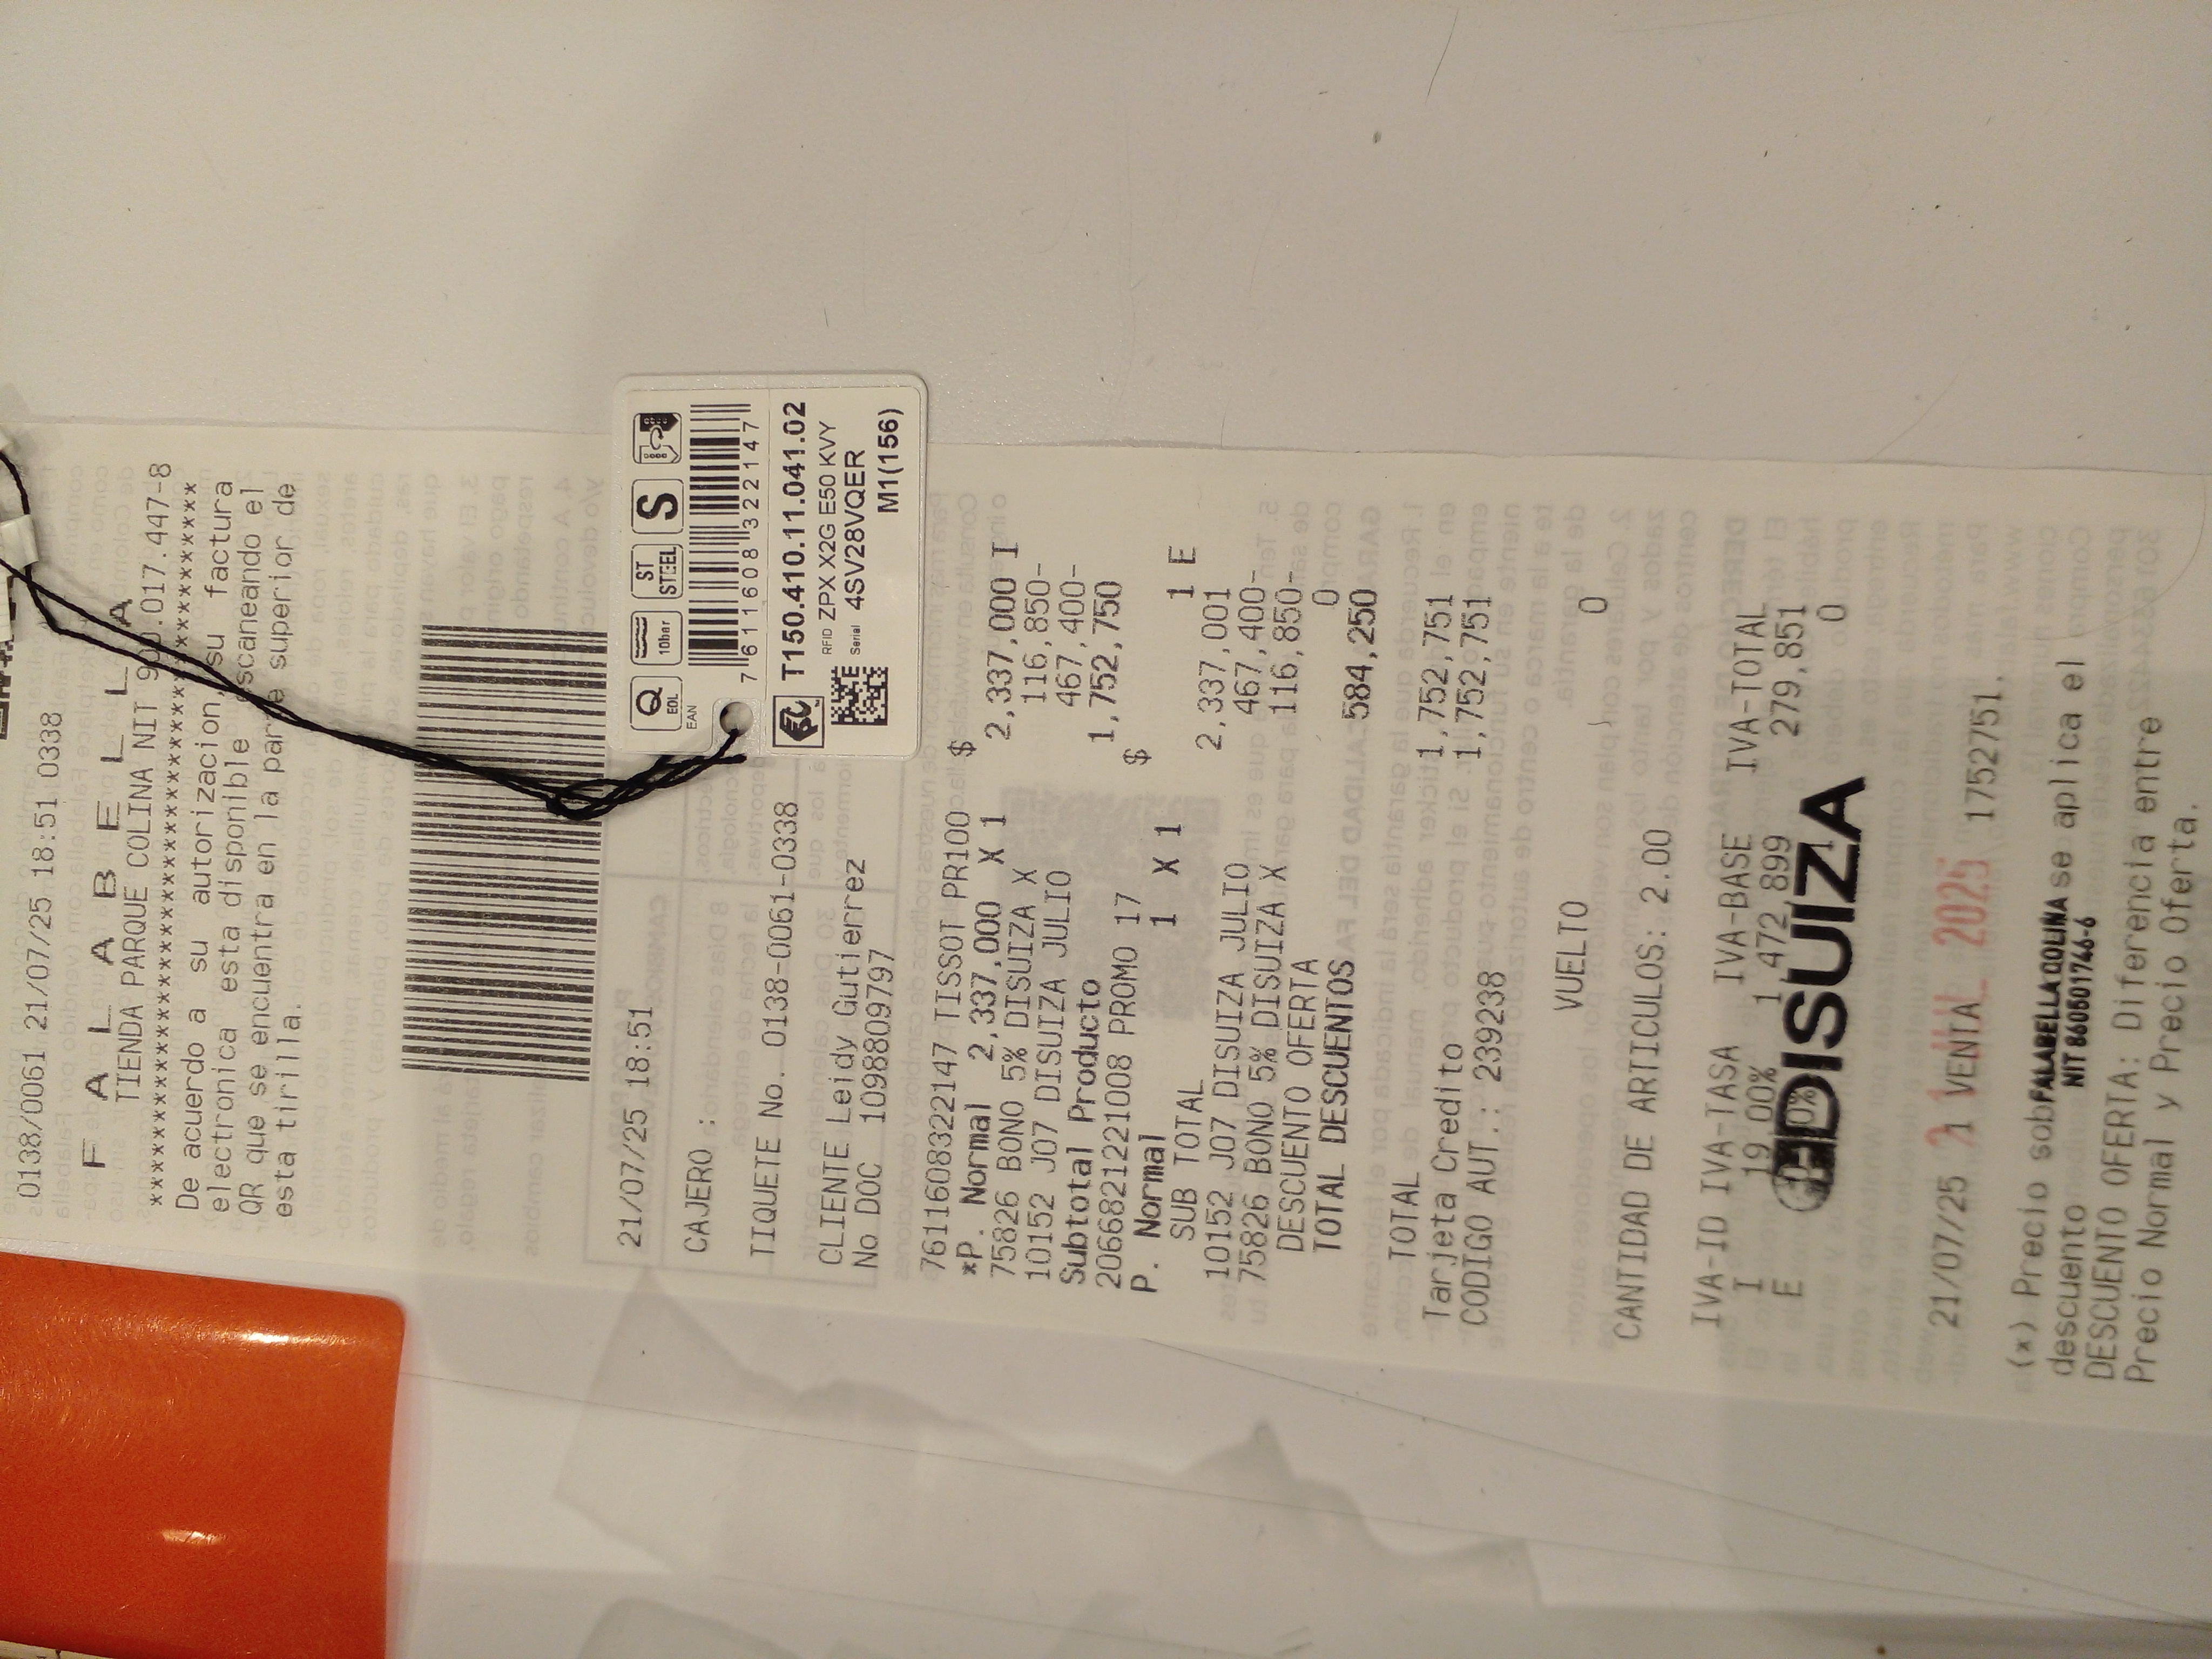 0138/0061 21/07/25 18:51 0338
F A L A B E L L A
TIENDA PARQUE COLINA NIT 900.017.447-8
De acuerdo a su autorizacion, su factura
electronica esta disponible escaneando el
QR que se encuentra en la parte superior de
esta tirilla.
21/07/25 18:51
CAJERO :
TIQUETE No. 0138-0061-0338
CLIENTE Leidy Gutierrez
No DOC 1098809797
Q
EOL
10bar
ST
STEEL
S
EAN
7 611608 322147
T150.410.11.041.02
RFID ZPX X2G E50 KVY
Serial 4SV28VQER
M1(156)
7611608322147 TISSOT PR100 $
*P. Normal 2,337,000 X 1 2,337,000 I
75826 BONO 5% DISUIZA X 116,850-
10152 J07 DISUIZA JULIO 467,400-
Subtotal Producto 1,752,750
2066821221008 PROMO 17 $
P. Normal 1 X 1 1 E
SUB TOTAL 2,337,001
10152 J07 DISUIZA JULIO 467,400-
75826 BONO 5% DISUIZA X 116,850-
DESCUENTO OFERTA 0
TOTAL DESCUENTOS 584,250
TOTAL 1,752,751
Tarjeta Credito 1,752,751
CODIGO AUT.: 239238
VUELTO 0
CANTIDAD DE ARTICULOS: 2.00
IVA-ID IVA-TASA IVA-BASE IVA-TOTAL
I 19.00% 1,472,899 279,851
E 0
DISUIZA
21 2025
21/07/25 1 VENTA 1752751.
(*) Precio sob se aplica el
FALABELLA COLINA
descuento
NIT 860501746-6
DESCUENTO OFERTA: Diferencia entre
Precio Normal y Precio Oferta.